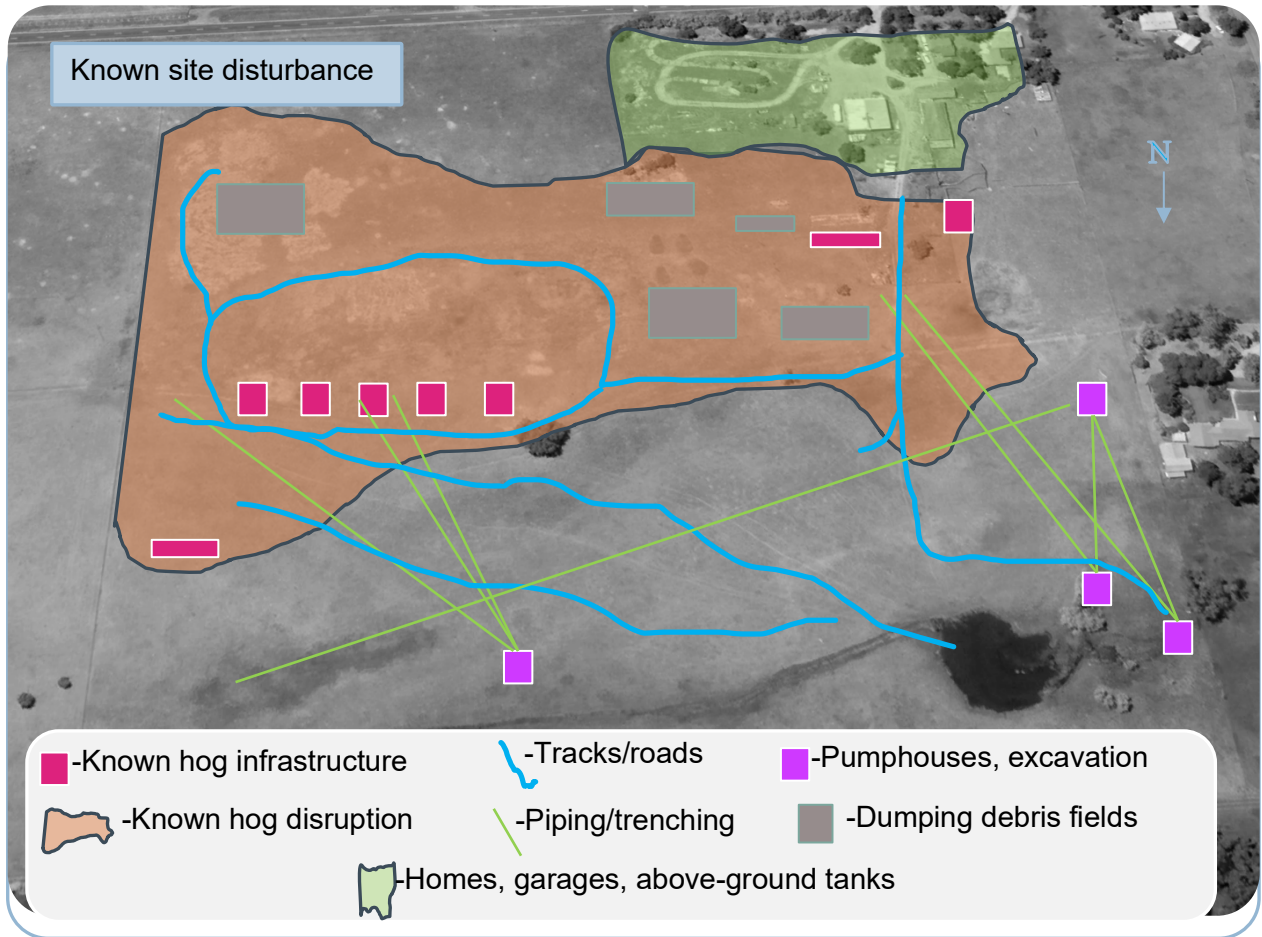 Known site disturbance
N
-Known hog infrastructure
-Tracks/roads
-Pumphouses, excavation
-Known hog disruption
-Piping/trenching
-Dumping debris fields
-Homes, garages, above-ground tanks